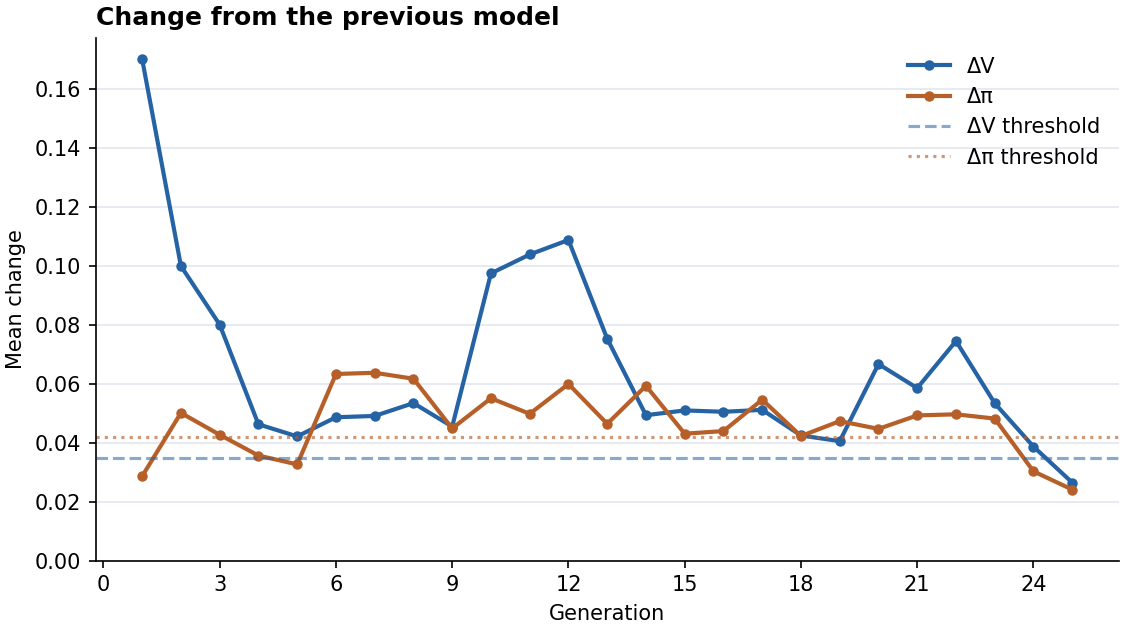 Change from the previous model
Mean change
0.16
0.14
0.12
0.10
0.08
0.06
0.04
0.02
0.00
ΔV
Δπ
ΔV threshold
Δπ threshold
0 3 6 9 12 15 18 21 24
Generation